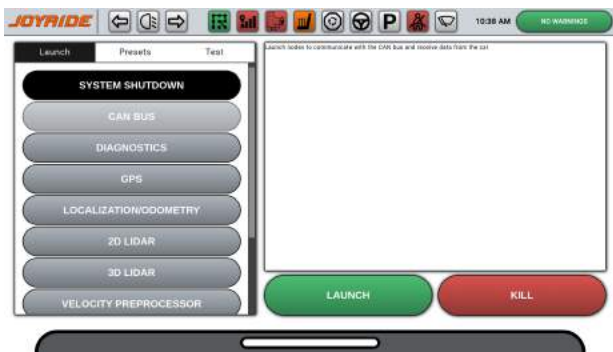 JOYRIDE
P
10:38 AM
NO WARNINGS
Launch
Presets
Test
Launch nodes to communicate with the CAN bus and receive data from the car
SYSTEM SHUTDOWN
CAN BUS
DIAGNOSTICS
GPS
LOCALIZATION/ODOMETRY
2D LIDAR
3D LIDAR
VELOCITY PREPROCESSOR
LAUNCH
KILL